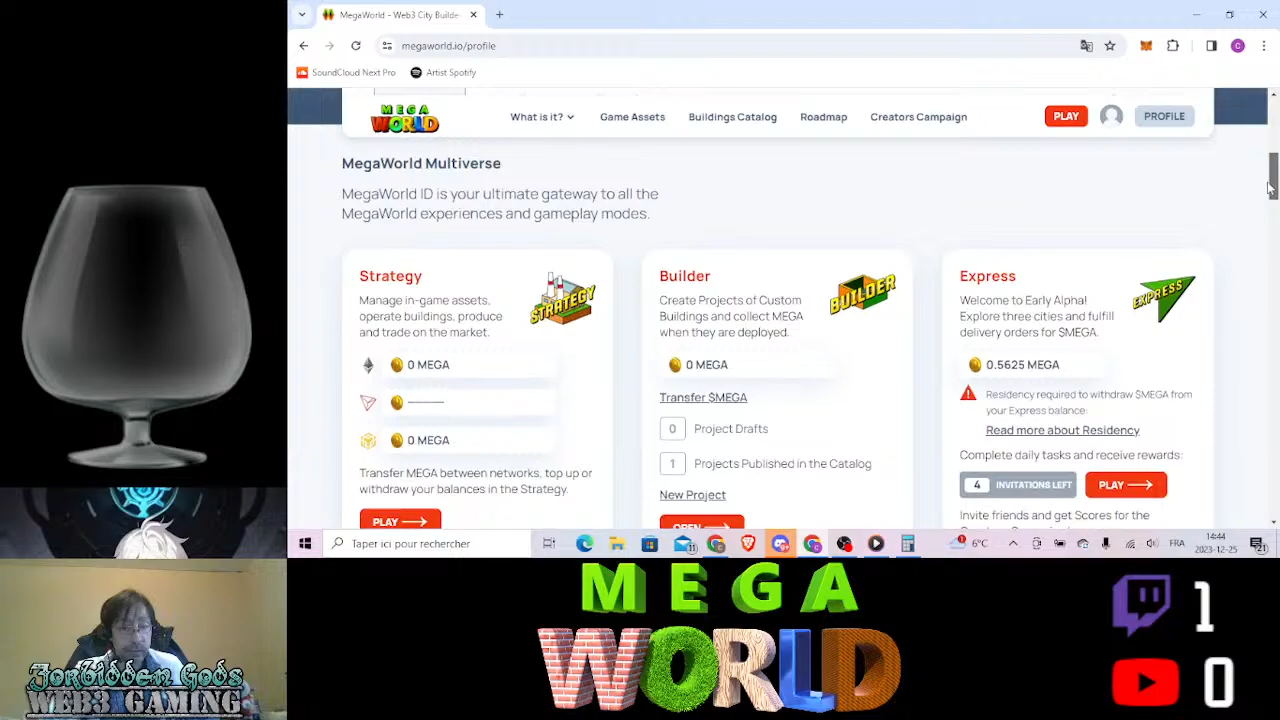 MegaWorld - Web3 City Builde
megaworld.io/profile
C
SoundCloud Next Pro
Artist Spotify
MEGA
WORLD
What is it?
Game Assets
Buildings Catalog
Roadmap
Creators Campaign
PLAY
PROFILE
MegaWorld Multiverse
MegaWorld ID is your ultimate gateway to all the
MegaWorld experiences and gameplay modes.
Strategy
Manage in-game assets,
operate buildings, produce
and trade on the market.
STRATEGY
0 MEGA
0 MEGA
Transfer MEGA between networks, top up or
withdraw your balances in the Strategy.
PLAY
Builder
Create Projects of Custom
Buildings and collect MEGA
when they are deployed.
BUILDER
0 MEGA
Transfer $MEGA
0 Project Drafts
1 Projects Published in the Catalog
New Project
OPEN
Express
Welcome to Early Alpha!
Explore three cities and fulfill
delivery orders for $MEGA.
EXPRESS
0.5625 MEGA
Residency required to withdraw $MEGA from
your Express balance:
Read more about Residency
Complete daily tasks and receive rewards:
4 INVITATIONS LEFT
PLAY
Invite friends and get Scores for the
Taper ici pour rechercher
11
6°C
FRA
14:44
2023-12-25
MEGA
WORLD
1
0
Forbidden Gods
WEB3 GAMING